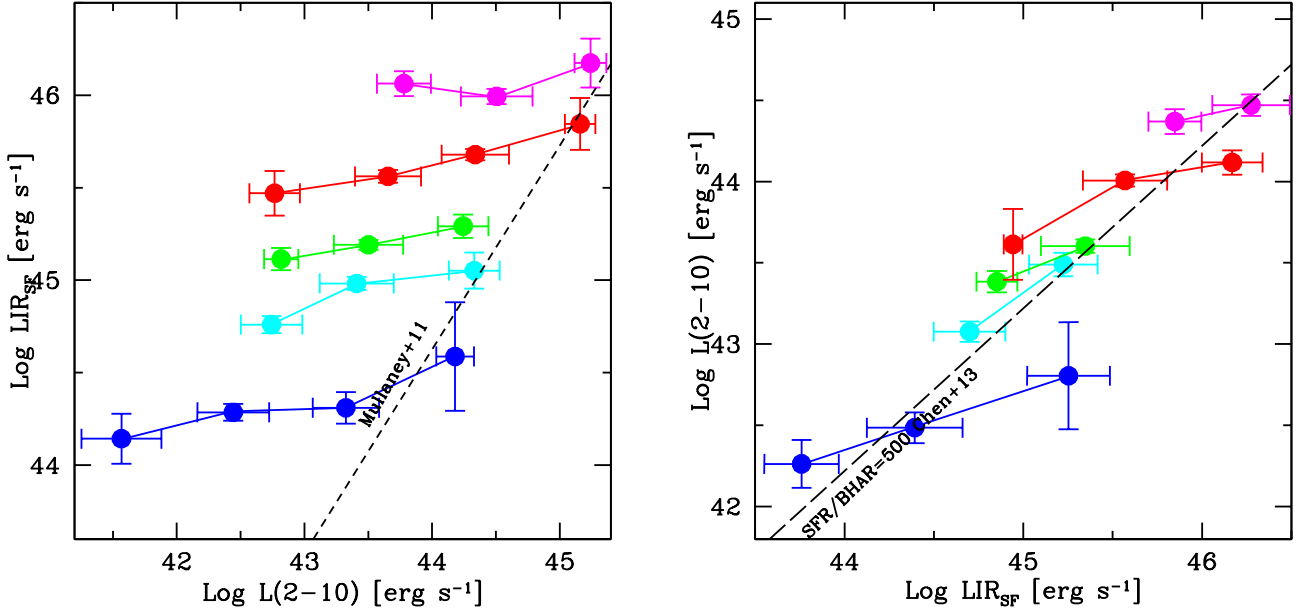 46
45
44
Log LIR_SF [erg s⁻¹]
Mullaney+11
42 43 44 45
Log L(2−10) [erg s⁻¹]
45
44
43
42
Log L(2−10) [erg s⁻¹]
SFR/BHAR=500 Chen+13
44 45 46
Log LIR_SF [erg s⁻¹]